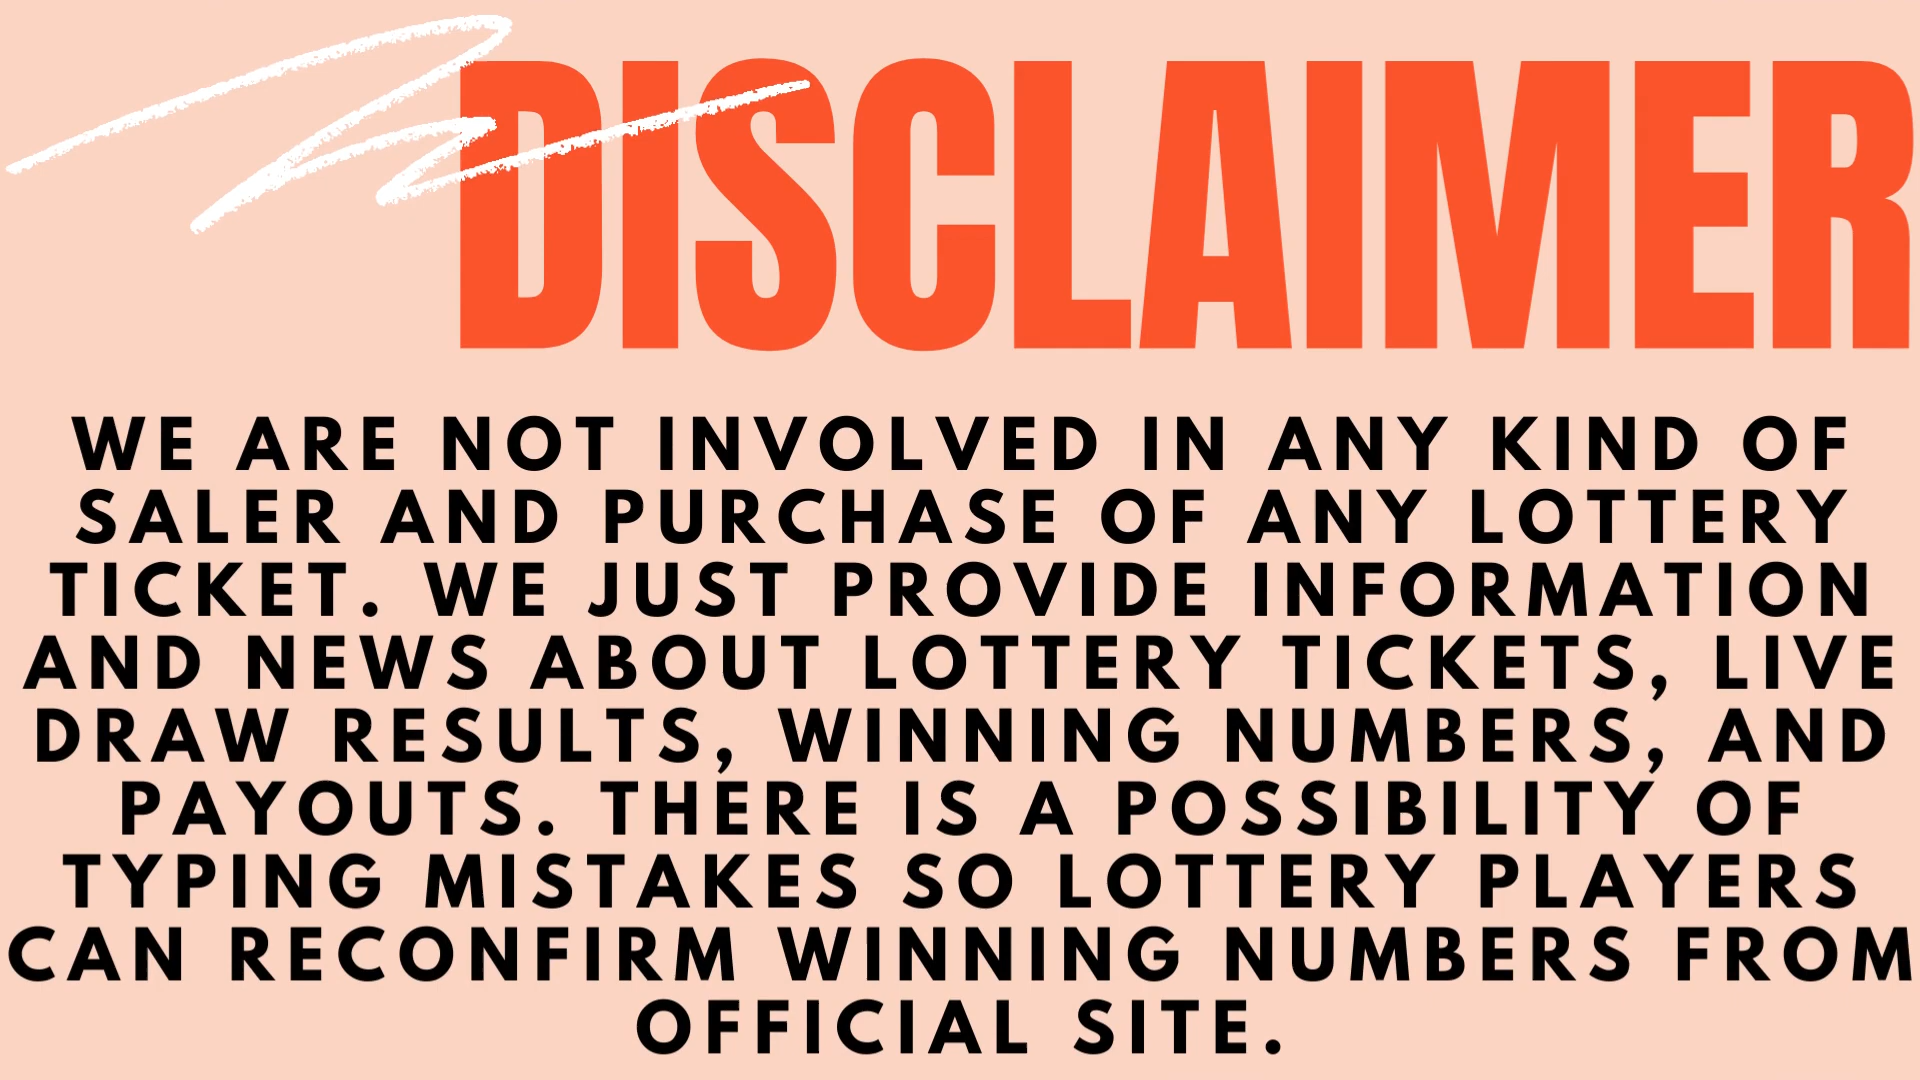 DISCLAIMER
WE ARE NOT INVOLVED IN ANY KIND OF
SALER AND PURCHASE OF ANY LOTTERY
TICKET. WE JUST PROVIDE INFORMATION
AND NEWS ABOUT LOTTERY TICKETS, LIVE
DRAW RESULTS, WINNING NUMBERS, AND
PAYOUTS. THERE IS A POSSIBILITY OF
TYPING MISTAKES SO LOTTERY PLAYERS
CAN RECONFIRM WINNING NUMBERS FROM
OFFICIAL SITE.